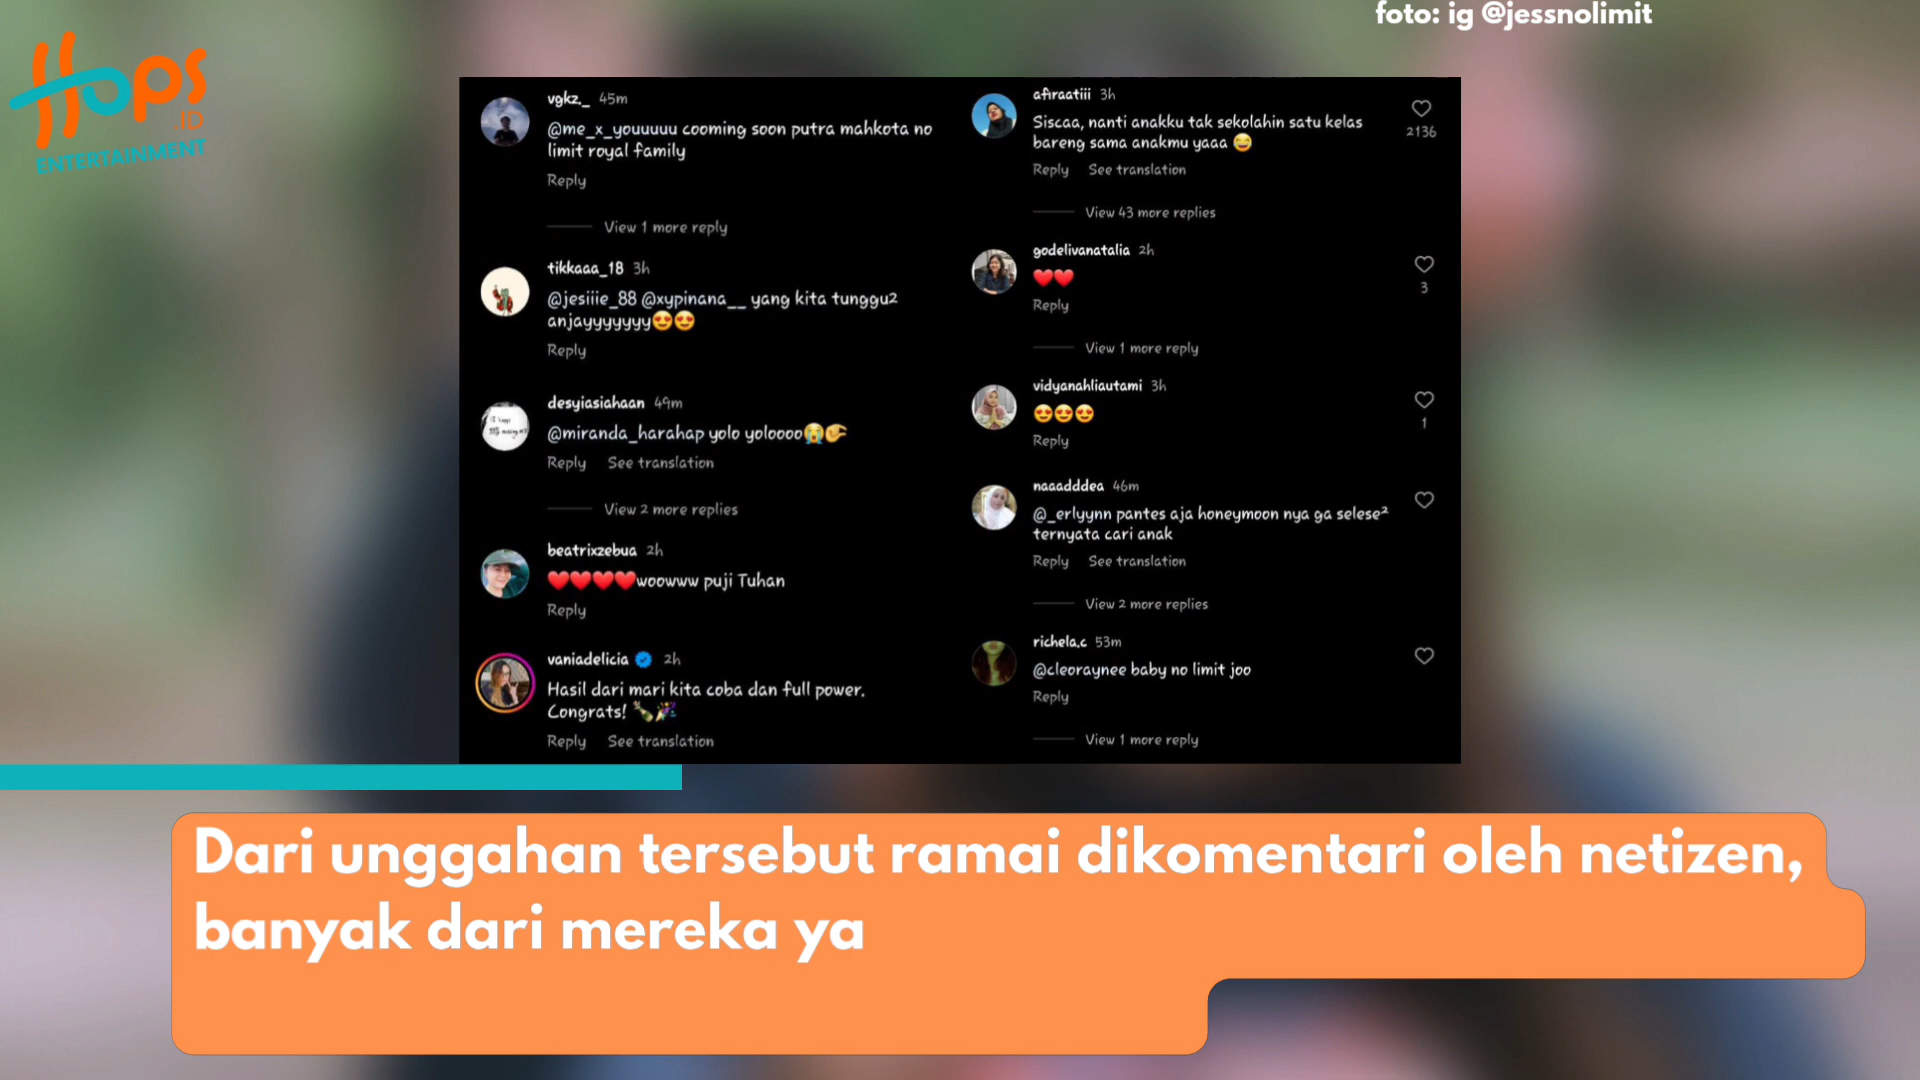 foto: ig @jessnolimit
Hops
.ID
ENTERTAINMENT
vgkz._ 45m
@me_x_youuuuu cooming soon putra mahkota no
limit royal family
Reply
View 1 more reply
tikkaaa_18 3h
@jesiiie_88 @xypinana__ yang kita tunggu2
anjayyyyyyy😍😍
Reply
desyiasiahaan 49m
@miranda_harahap yolo yoloooo😭🤏
Reply See translation
View 2 more replies
beatrixzebua 2h
❤️❤️❤️❤️woowww puji Tuhan
Reply
vaniadelicia 2h
Hasil dari mari kita coba dan full power.
Congrats! 🍾🎉
Reply See translation
afiraatiii 3h
Siscaa, nanti anakku tak sekolahin satu kelas
bareng sama anakmu yaaa 😂
2136
Reply See translation
View 43 more replies
godelivanatalia 2h
❤️❤️
3
Reply
View 1 more reply
vidyanahliautami 3h
😍😍😍
1
Reply
naaadddea 46m
@_erlyynn pantes aja honeymoon nya ga selese²
ternyata cari anak
Reply See translation
View 2 more replies
richela.c 53m
@cleoraynee baby no limit joo
Reply
View 1 more reply
Dari unggahan tersebut ramai dikomentari oleh netizen,
banyak dari mereka ya